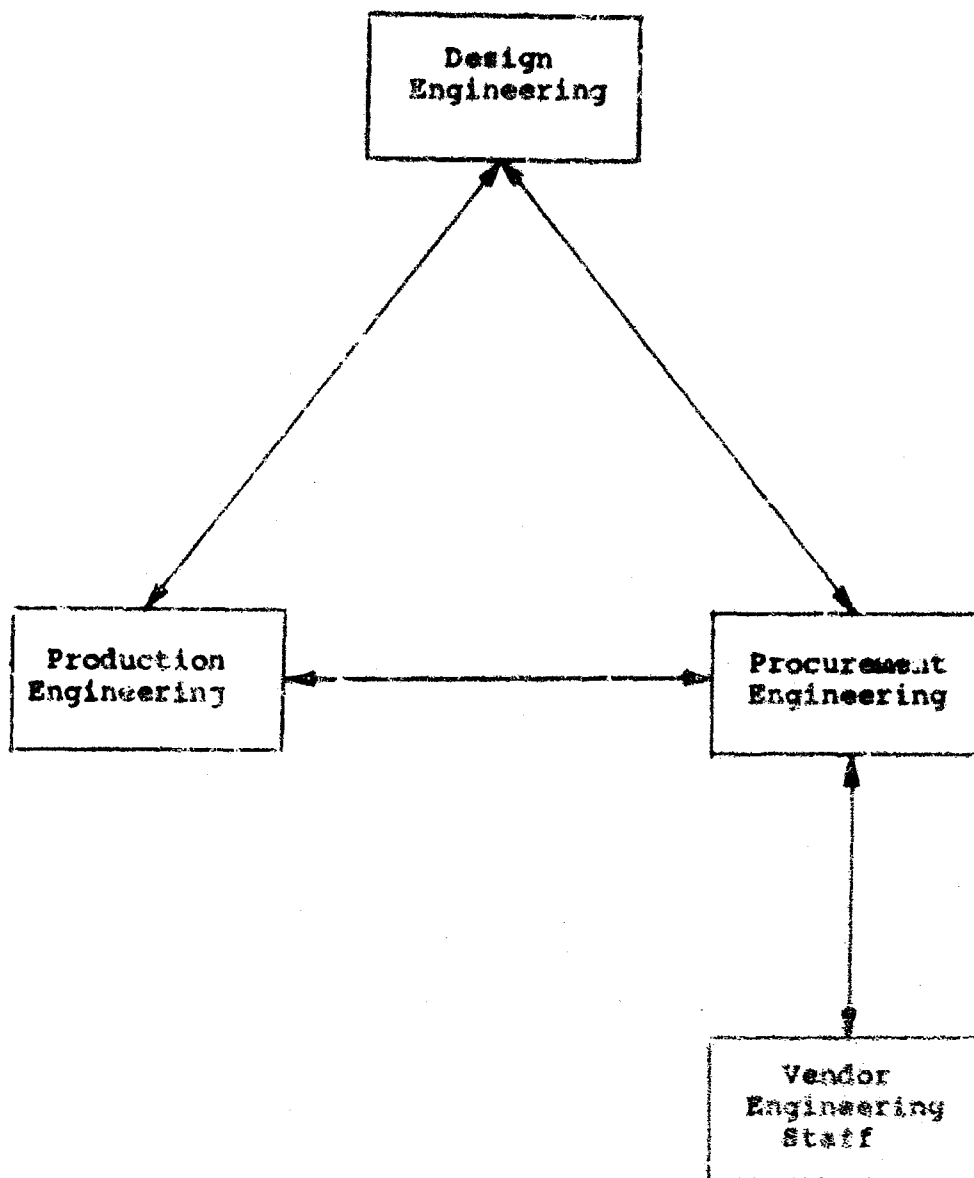 Design
Engineering
Production
Engineering
Procurement
Engineering
Vendor
Engineering
Staff